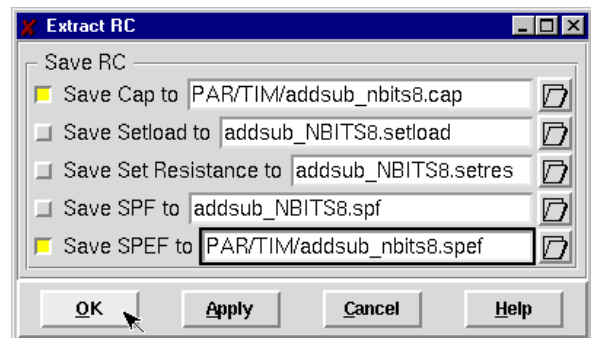 Extract RC
Save RC
Save Cap to PAR/TIM/addsub_nbits8.cap
Save Setload to addsub_NBITS8.setload
Save Set Resistance to addsub_NBITS8.setres
Save SPF to addsub_NBITS8.spf
Save SPEF to PAR/TIM/addsub_nbits8.spef
OK Apply Cancel Help